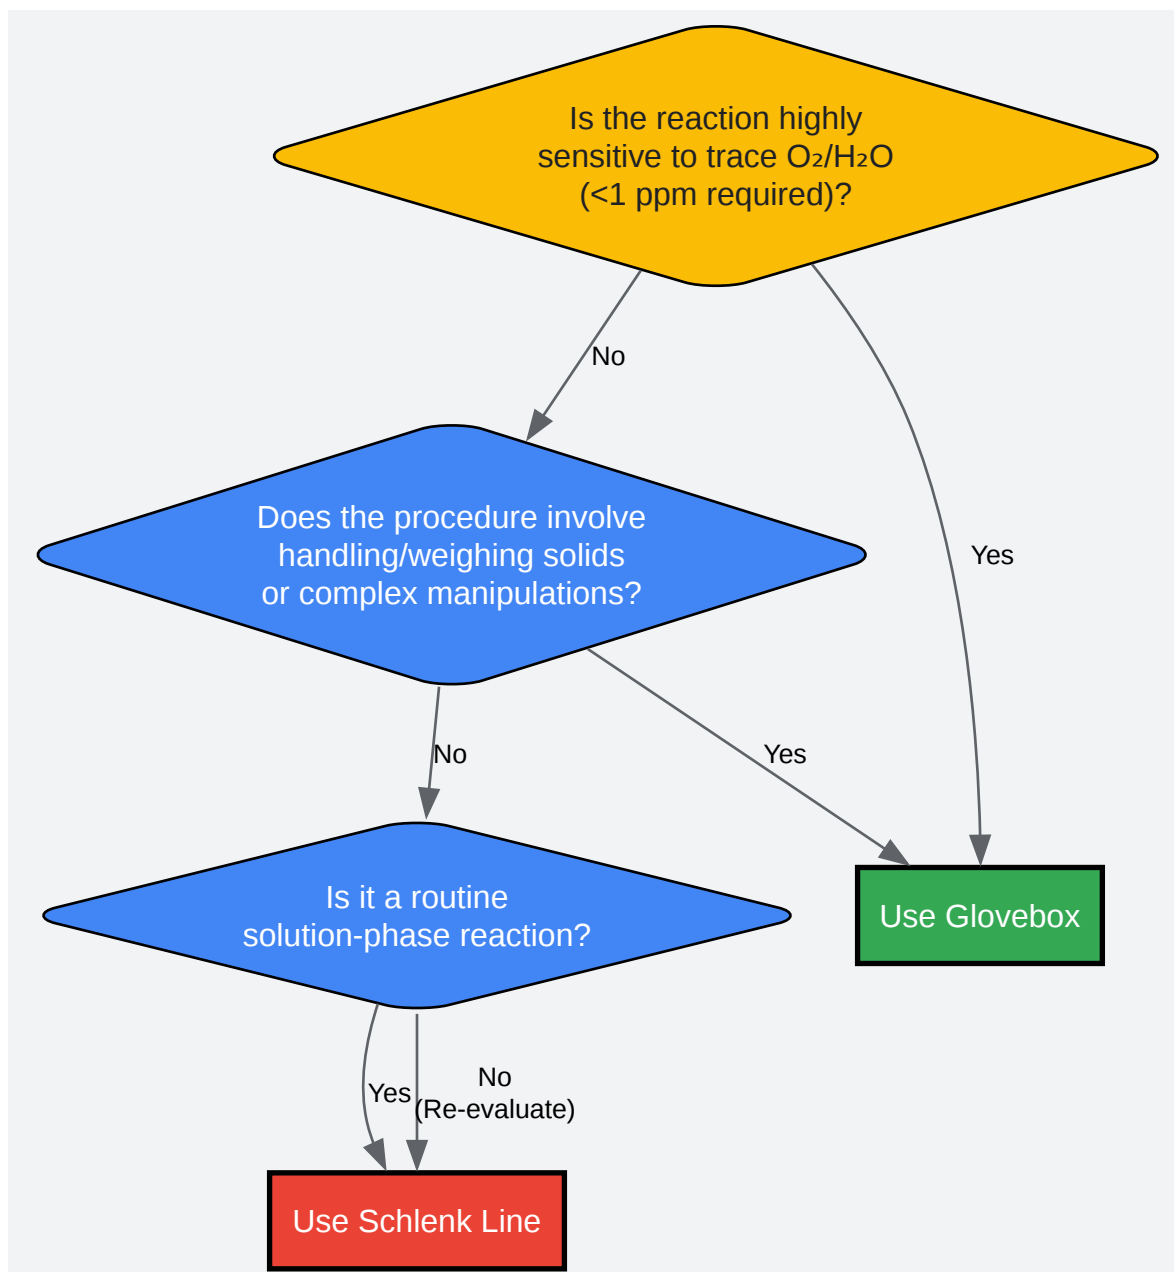 Is the reaction highly
sensitive to trace O₂/H₂O
(<1 ppm required)?
No
Yes
Does the procedure involve
handling/weighing solids
or complex manipulations?
No
Yes
Is it a routine
solution-phase reaction?
Use Glovebox
Yes
No
(Re-evaluate)
Use Schlenk Line